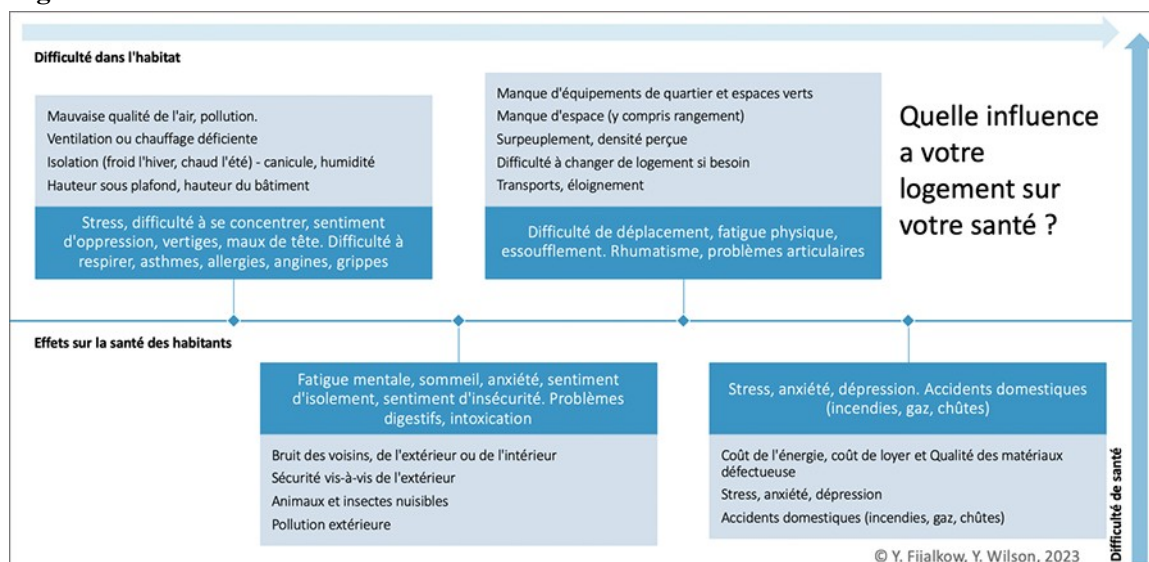 Difficulté dans l'habitat
Mauvaise qualité de l'air, pollution.
Ventilation ou chauffage déficiente
Isolation (froid l'hiver, chaud l'été) - canicule, humidité
Hauteur sous plafond, hauteur du bâtiment
Stress, difficulté à se concentrer, sentiment
d'oppression, vertiges, maux de tête. Difficulté à
respirer, asthmes, allergies, angines, grippes
Manque d'équipements de quartier et espaces verts
Manque d'espace (y compris rangement)
Surpeuplement, densité perçue
Difficulté à changer de logement si besoin
Transports, éloignement
Difficulté de déplacement, fatigue physique,
essoufflement. Rhumatisme, problèmes articulaires
Quelle influence
a votre
logement sur
votre santé ?
Effets sur la santé des habitants
Fatigue mentale, sommeil, anxiété, sentiment
d'isolement, sentiment d'insécurité. Problèmes
digestifs, intoxication
Bruit des voisins, de l'extérieur ou de l'intérieur
Sécurité vis-à-vis de l'extérieur
Animaux et insectes nuisibles
Pollution extérieure
Stress, anxiété, dépression. Accidents domestiques
(incendies, gaz, chûtes)
Coût de l'énergie, coût de loyer et Qualité des matériaux
défectueuse
Stress, anxiété, dépression
Accidents domestiques (incendies, gaz, chûtes)
Difficulté de santé
© Y. Fijalkow, Y. Wilson, 2023